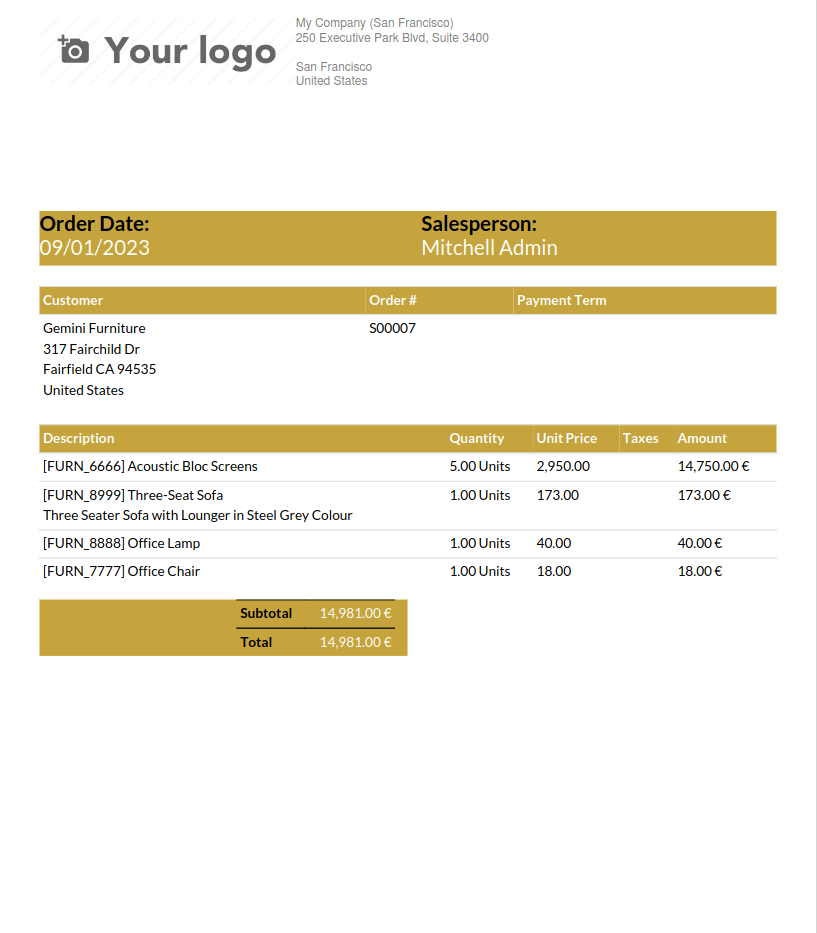 Your logo
My Company (San Francisco)
250 Executive Park Blvd, Suite 3400
San Francisco
United States
Order Date: Salesperson:
09/01/2023 Mitchell Admin
Customer Order # Payment Term
Gemini Furniture S00007
317 Fairchild Dr
Fairfield CA 94535
United States
Description Quantity Unit Price Taxes Amount
[FURN_6666] Acoustic Bloc Screens 5.00 Units 2,950.00 14,750.00 €
[FURN_8999] Three-Seat Sofa 1.00 Units 173.00 173.00 €
Three Seater Sofa with Lounger in Steel Grey Colour
[FURN_8888] Office Lamp 1.00 Units 40.00 40.00 €
[FURN_7777] Office Chair 1.00 Units 18.00 18.00 €
Subtotal 14,981.00 €
Total 14,981.00 €